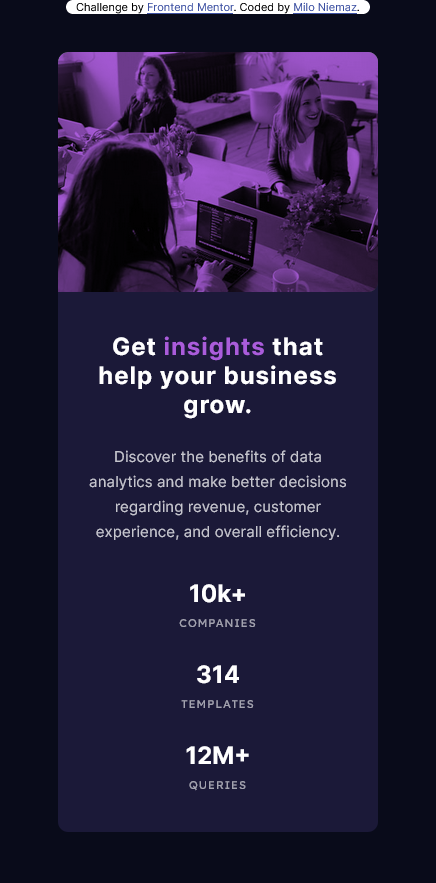 Challenge by Frontend Mentor. Coded by Milo Niemaz.
Get insights that
help your business
grow.
Discover the benefits of data
analytics and make better decisions
regarding revenue, customer
experience, and overall efficiency.
10k+
COMPANIES
314
TEMPLATES
12M+
QUERIES